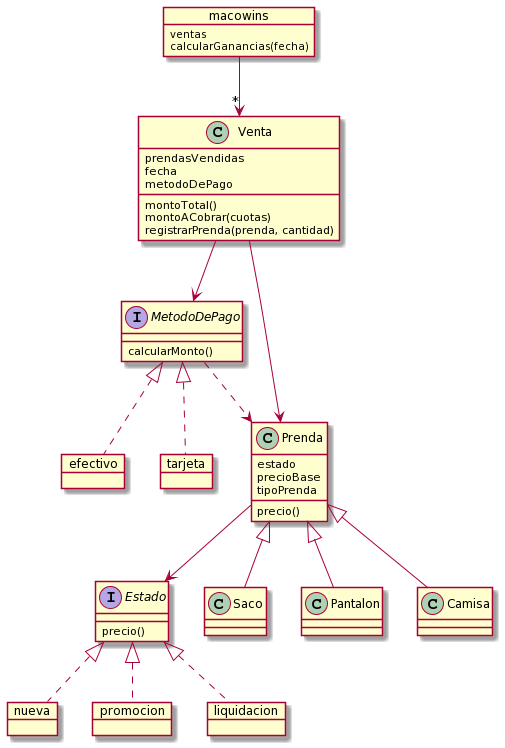 macowins
ventas
calcularGanancias(fecha)
*
C Venta
prendasVendidas
fecha
metodoDePago
montoTotal()
montoACobrar(cuotas)
registrarPrenda(prenda, cantidad)
I MetodoDePago
calcularMonto()
efectivo
tarjeta
C Prenda
estado
precioBase
tipoPrenda
precio()
I Estado
precio()
C Saco
C Pantalon
C Camisa
nueva
promocion
liquidacion